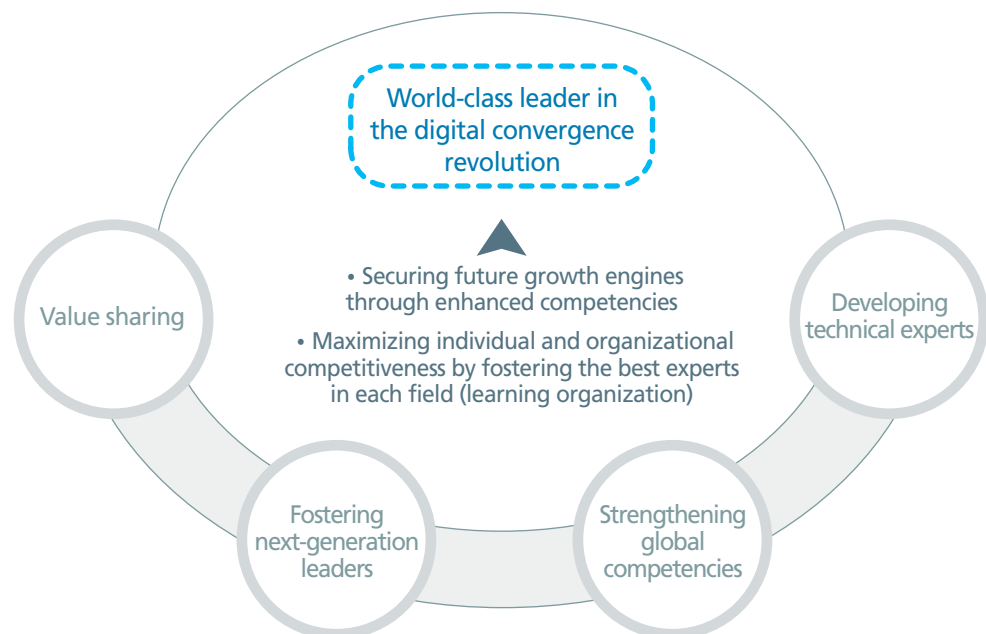 World-class leader in
the digital convergence
revolution
• Securing future growth engines
through enhanced competencies
• Maximizing individual and organizational
competitiveness by fostering the best experts
in each field (learning organization)
Value sharing
Developing
technical experts
Fostering
next-generation
leaders
Strengthening
global
competencies